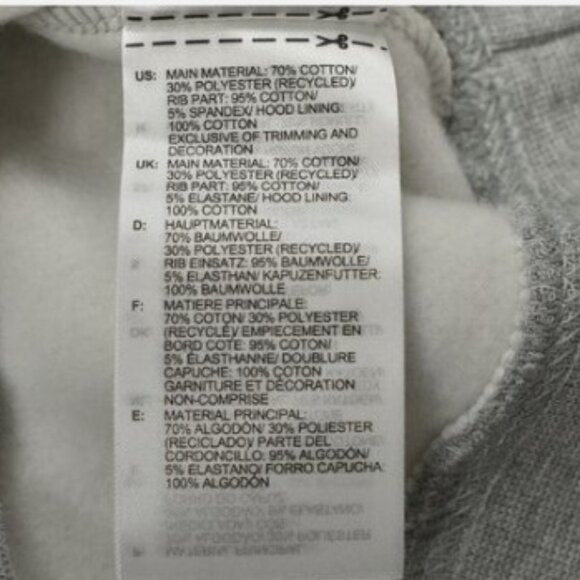 US: MAIN MATERIAL: 70% COTTON/
30% POLYESTER (RECYCLED)/
RIB PART: 95% COTTON/
5% SPANDEX/ HOOD LINING:
100% COTTON
EXCLUSIVE OF TRIMMING AND
DECORATION
UK: MAIN MATERIAL: 70% COTTON/
30% POLYESTER (RECYCLED)/
RIB PART: 95% COTTON/
5% ELASTANE/ HOOD LINING:
100% COTTON
D: HAUPTMATERIAL:
70% BAUMWOLLE/
30% POLYESTER (RECYCLED)/
RIB EINSATZ: 95% BAUMWOLLE/
5% ELASTHAN/ KAPUZENFUTTER:
100% BAUMWOLLE
F: MATIERE PRINCIPALE:
70% COTON/ 30% POLYESTER
(RECYCLÉ)/ EMPIECEMENT EN
BORD COTE: 95% COTON/
5% ÉLASTHANNE/ DOUBLURE
CAPUCHE: 100% COTON
GARNITURE ET DÉCORATION
NON-COMPRISE
E: MATERIAL PRINCIPAL:
70% ALGODÓN/ 30% POLIESTER
(RECICLADO)/ PARTE DEL
CORDONCILLO: 95% ALGODÓN/
5% ELASTANO/ FORRO CAPUCHA:
100% ALGODÓN